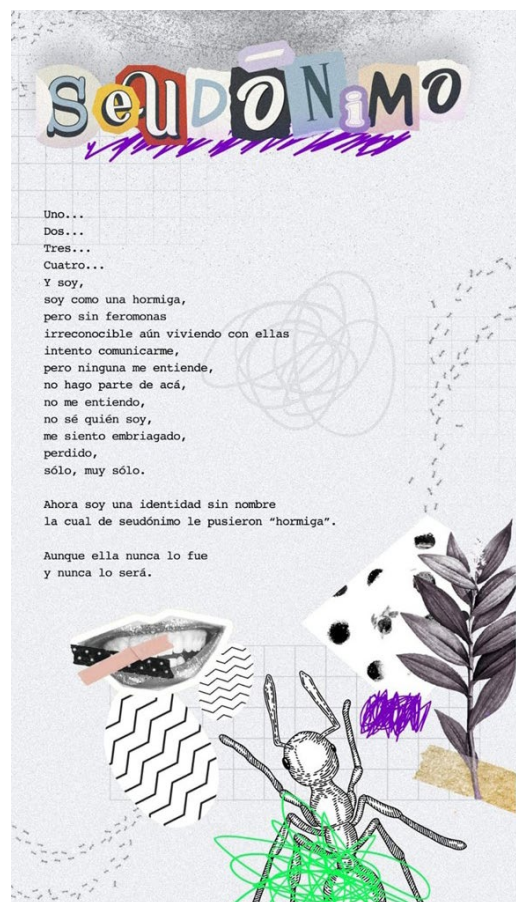 SeUDÓNiMO
Uno...
Dos...
Tres...
Cuatro...
Y soy,
soy como una hormiga,
pero sin feromonas
irreconocible aún viviendo con ellas
intento comunicarme,
pero ninguna me entiende,
no hago parte de acá,
no me entiendo,
no sé quién soy,
me siento embriagado,
perdido,
sólo, muy sólo.
Ahora soy una identidad sin nombre
la cual de seudónimo le pusieron “hormiga”.
Aunque ella nunca lo fue
y nunca lo será.